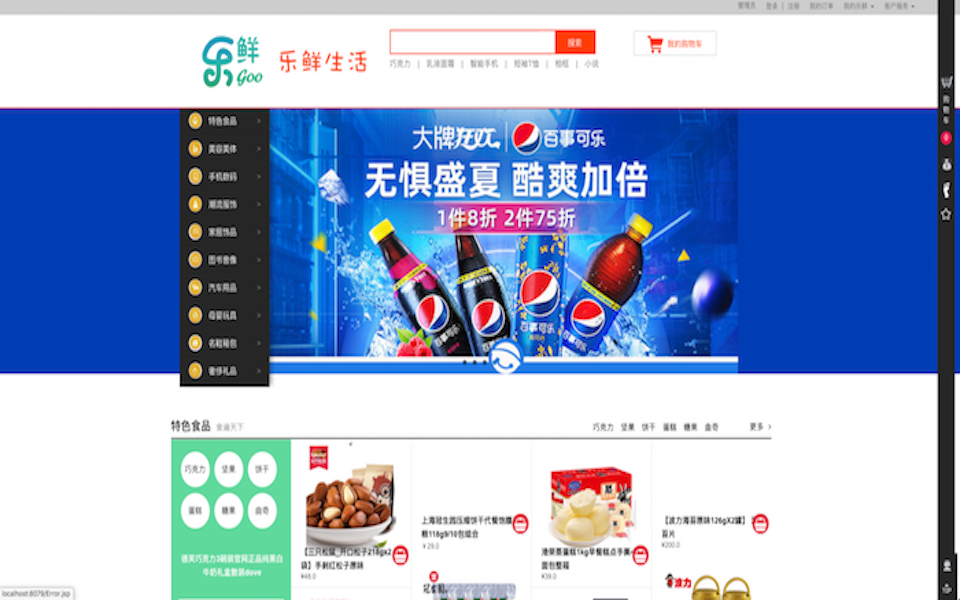 管理员 登录 | 注册 我的订单 我的乐鲜 客户服务
乐鲜
Goo
乐鲜生活
搜索
我的购物车
巧克力 | 乳液面霜 | 智能手机 | 短袖T恤 | 相框 | 小说
购物车
0
特色食品 >
美容美体 >
手机数码 >
潮流服饰 >
家居饰品 >
图书音像 >
汽车用品 >
母婴玩具 >
名鞋箱包 >
奢侈礼品 >
大牌狂欢 百事可乐
无惧盛夏 酷爽加倍
1件8折 2件75折
百事可乐
百事可乐
特色食品 食遍天下
巧克力 坚果 饼干 蛋糕 糖果 曲奇 更多 >
巧克力 坚果 饼干
蛋糕 糖果 曲奇
德芙巧克力3碗装官网正品纯黑白
牛奶礼盒散装dove
【三只松鼠_开口松子218gx2
袋】手剥红松子原味
¥46.0
上海冠生园压缩饼干代餐饱腹
粮118g9/10包组合
¥29.0
港荣蒸蛋糕1kg早餐糕点手撕
面包整箱
¥39.0
【波力海苔原味126gX2罐】
苔片
¥200.0
波力
localhost:8079/Error.jsp